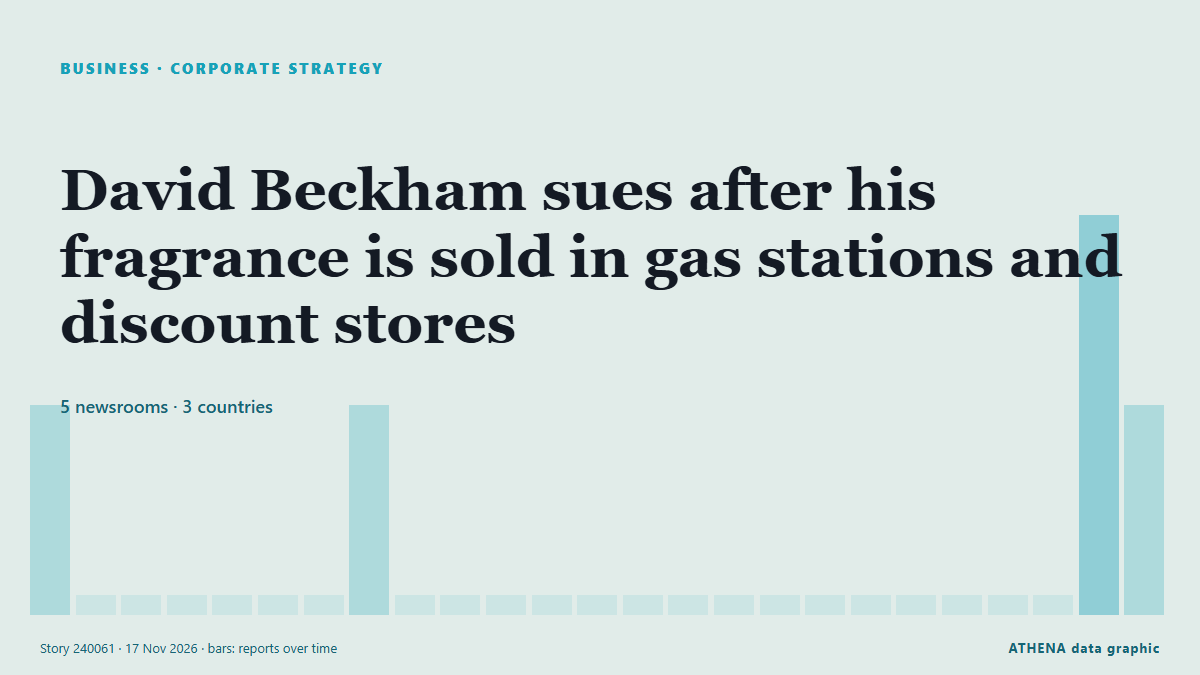 BUSINESS · CORPORATE STRATEGY
David Beckham sues after his
fragrance is sold in gas stations and
discount stores
5 newsrooms · 3 countries
Story 240061 · 17 Nov 2026 · bars: reports over time
ATHENA data graphic